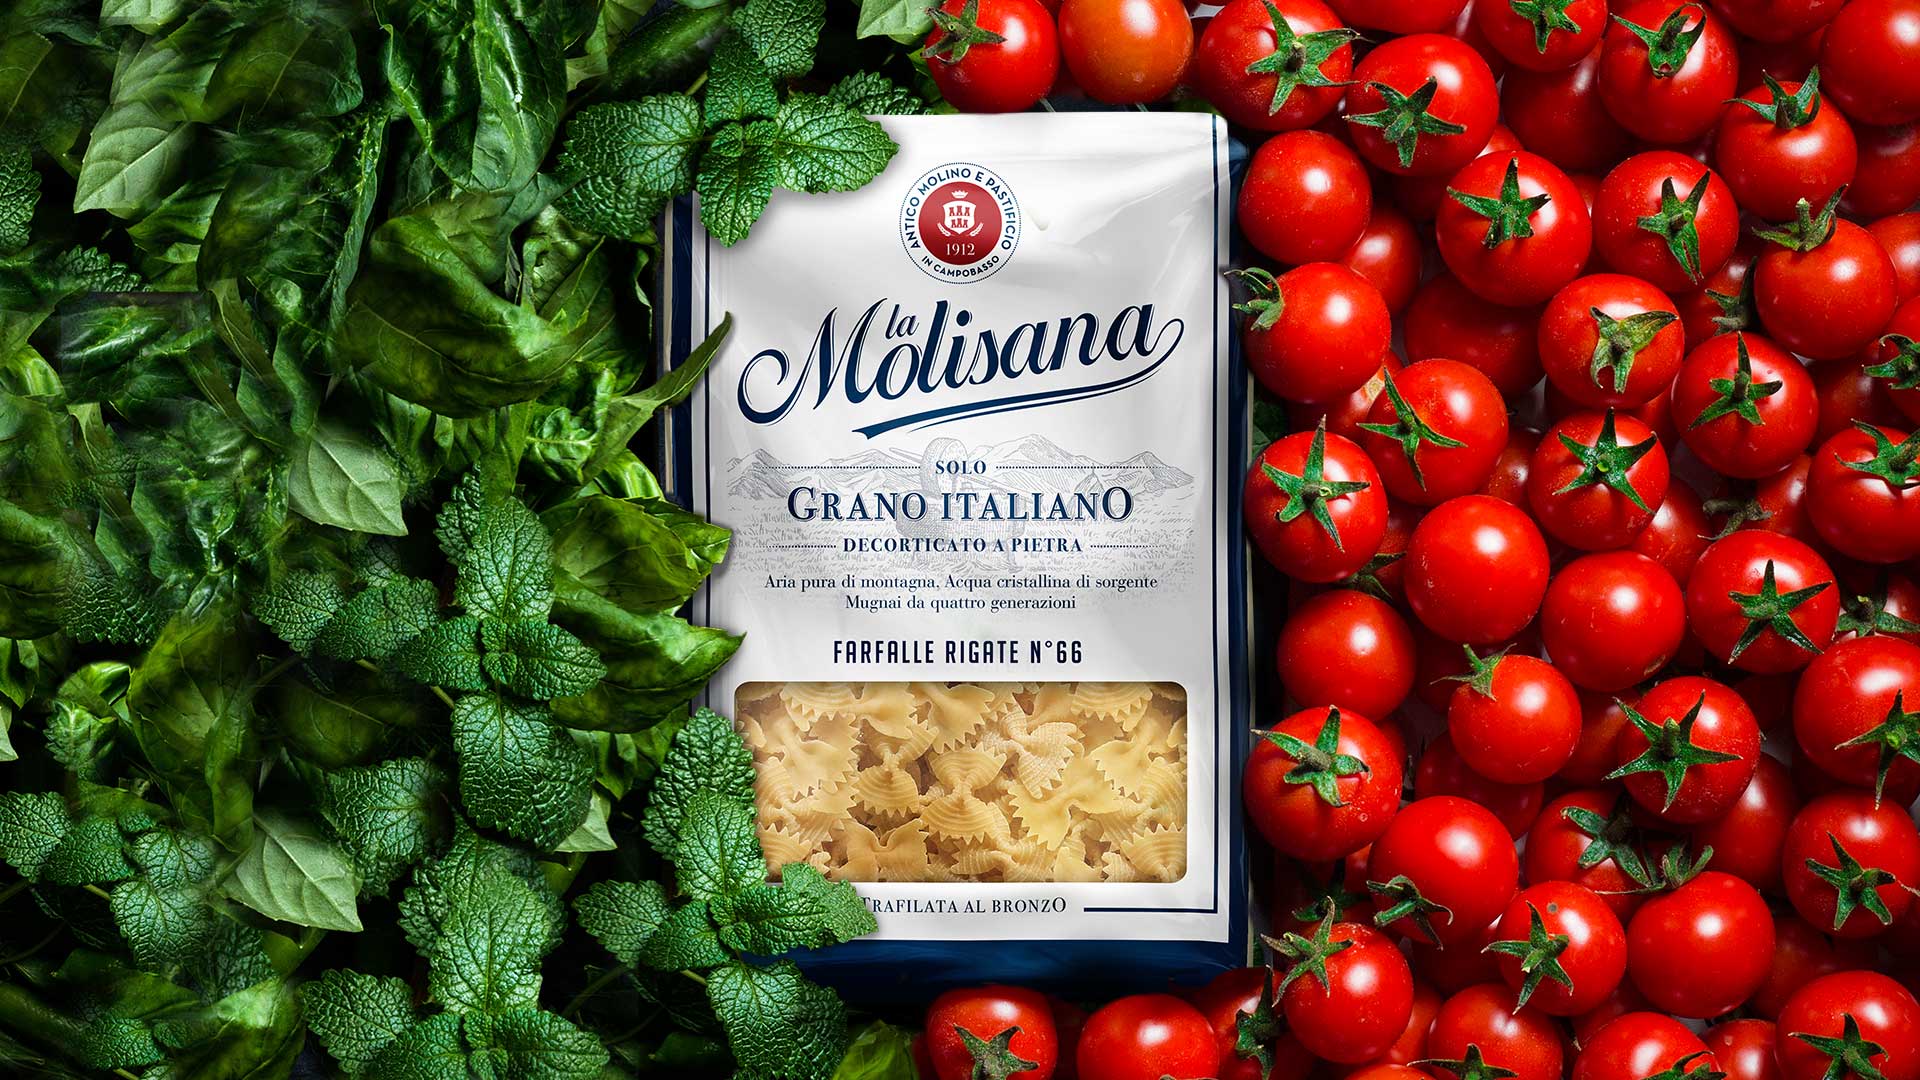 ANTICO MOLINO E PASTIFICIO
1912
IN CAMPOBASSO
la
Molisana
SOLO
GRANO ITALIANO
DECORTICATO A PIETRA
Aria pura di montagna, Acqua cristallina di sorgente
Mugnai da quattro generazioni
FARFALLE RIGATE N°66
TRAFILATA AL BRONZO